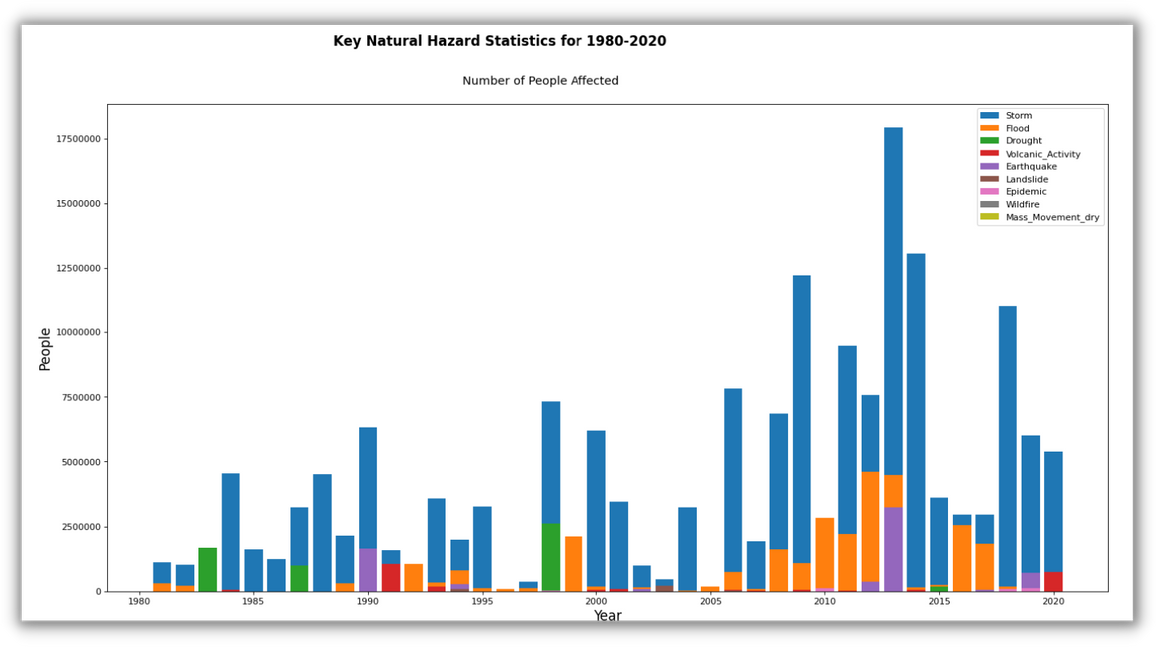 Key Natural Hazard Statistics for 1980-2020
Number of People Affected
Storm
Flood
Drought
Volcanic_Activity
Earthquake
Landslide
Epidemic
Wildfire
Mass_Movement_dry
People
17500000
15000000
12500000
10000000
7500000
5000000
2500000
0
1980 1985 1990 1995 2000 2005 2010 2015 2020
Year